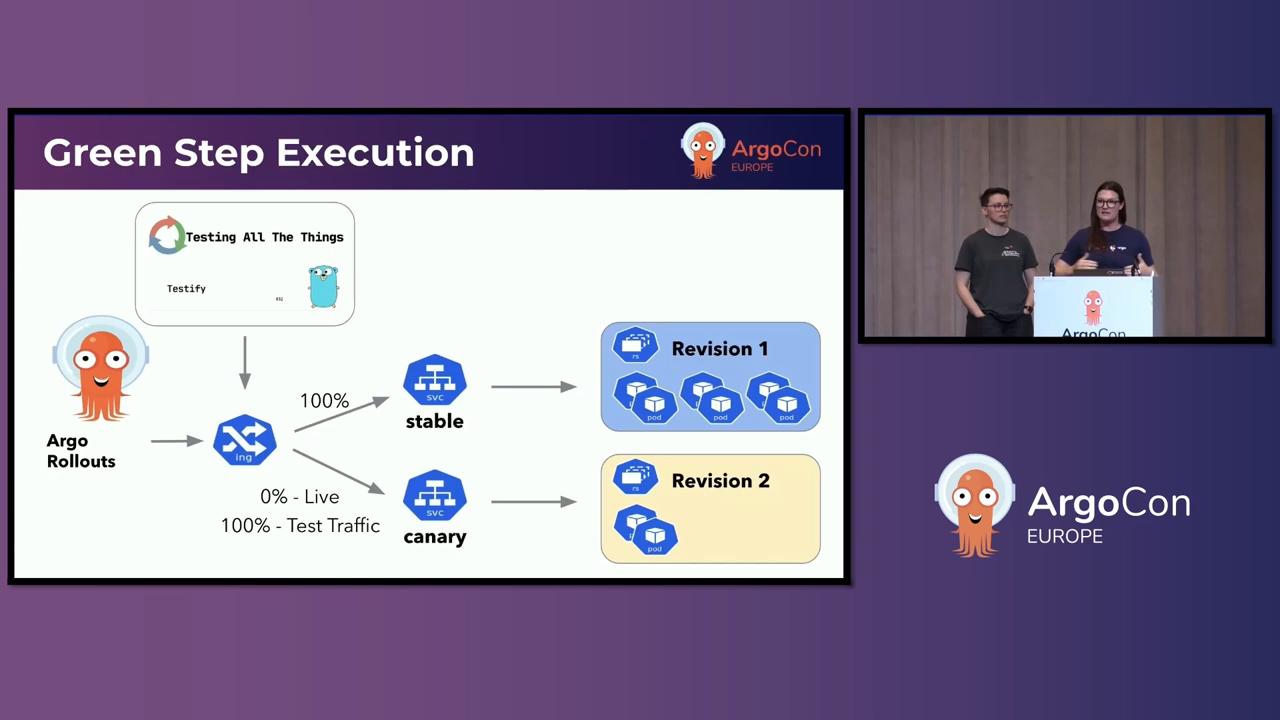 Green Step Execution
ArgoCon
EUROPE
Testing All The Things
Testify
Argo
Rollouts
ing
100%
0% - Live
100% - Test Traffic
svc
stable
svc
canary
rs
Revision 1
pod
pod
pod
rs
Revision 2
pod
ArgoCon
ArgoCon
EUROPE